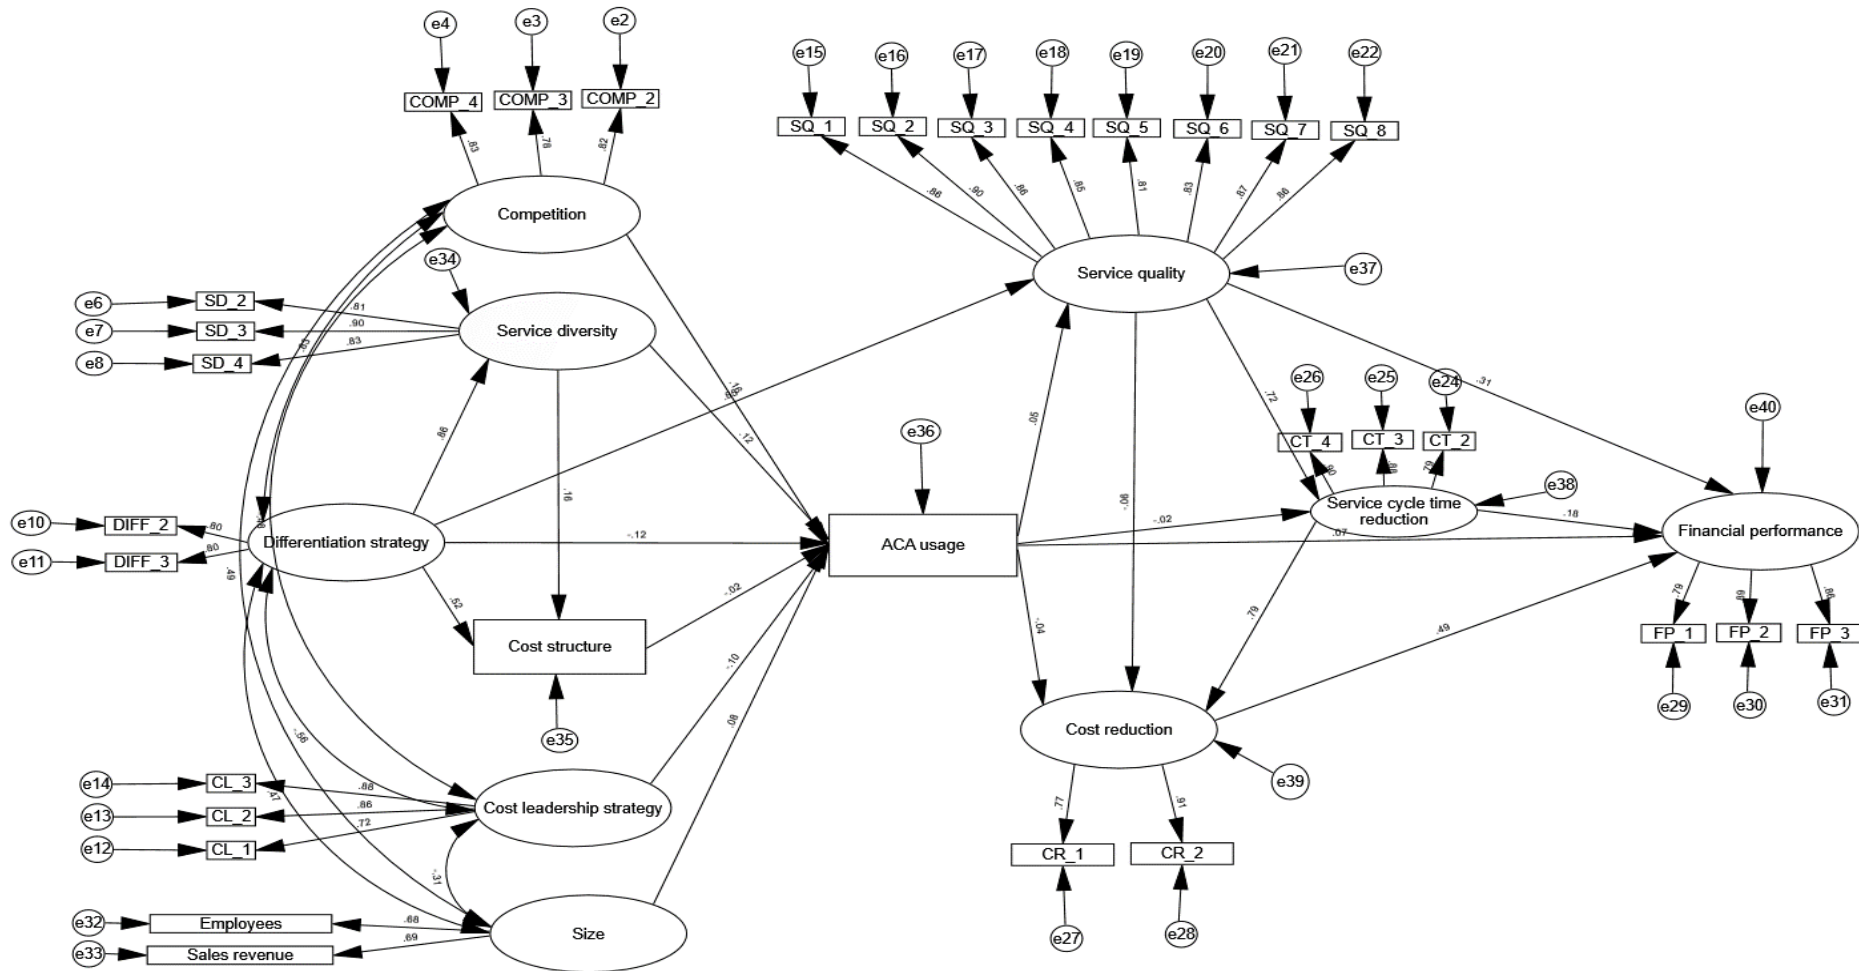 e4
e3
e2
COMP_4
COMP_3
COMP_2
.83
.78
.82
Competition
e15
e16
e17
e18
e19
e20
e21
e22
SQ_1
SQ_2
SQ_3
SQ_4
SQ_5
SQ_6
SQ_7
SQ_8
.86
.90
.86
.85
.81
.83
.87
.86
Service quality
e37
e34
e6
SD_2
.81
e7
SD_3
.90
e8
SD_4
.83
Service diversity
.83
.86
.16
.16
.12
.05
-.06
.72
.31
e26
e25
e24
CT_4
CT_3
CT_2
.90
.88
.79
Service cycle time
reduction
e38
e40
e36
ACA usage
e10
DIFF_2
.80
e11
DIFF_3
.80
Differentiation strategy
-.12
-.02
.18
.07
Financial performance
.49
.52
-.02
Cost structure
e35
-.10
.08
-.04
.79
.49
.79
.89
.86
FP_1
FP_2
FP_3
e29
e30
e31
Cost reduction
e39
.77
.91
CR_1
CR_2
e27
e28
-.56
.47
e14
CL_3
.88
e13
CL_2
.86
e12
CL_1
.72
Cost leadership strategy
-.31
e32
Employees
.68
e33
Sales revenue
.69
Size